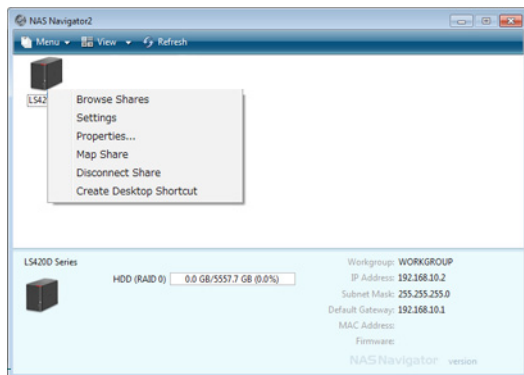 NAS Navigator2
Menu View Refresh
LS42
Browse Shares
Settings
Properties...
Map Share
Disconnect Share
Create Desktop Shortcut
LS420D Series
HDD (RAID 0) 0.0 GB/5557.7 GB (0.0%)
Workgroup: WORKGROUP
IP Address: 192.168.10.2
Subnet Mask: 255.255.255.0
Default Gateway: 192.168.10.1
MAC Address:
Firmware:
NAS Navigator version